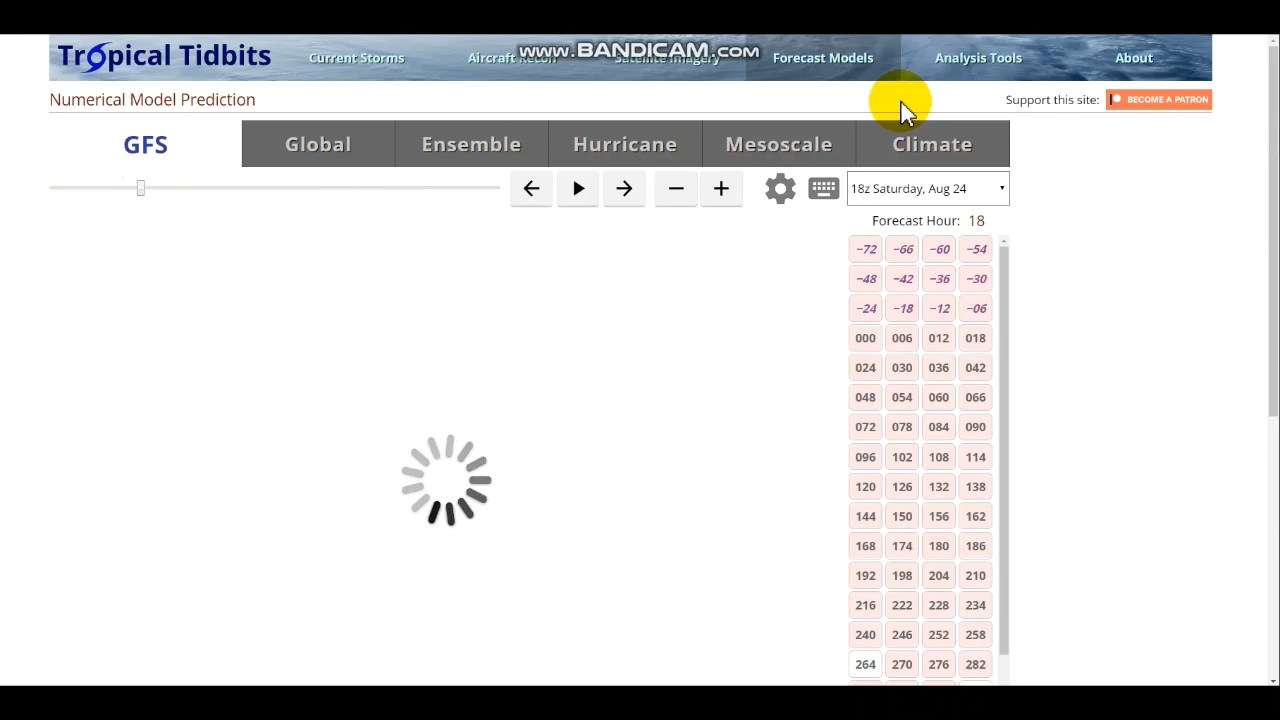 Tropical Tidbits
Current Storms
Aircraft Recon
Satellite Imagery
Forecast Models
Analysis Tools
About
www.BANDICAM.com
Numerical Model Prediction
Support this site:
BECOME A PATRON
GFS
Global
Ensemble
Hurricane
Mesoscale
Climate
18z Saturday, Aug 24
Forecast Hour: 18
−72 −66 −60 −54
−48 −42 −36 −30
−24 −18 −12 −06
000 006 012 018
024 030 036 042
048 054 060 066
072 078 084 090
096 102 108 114
120 126 132 138
144 150 156 162
168 174 180 186
192 198 204 210
216 222 228 234
240 246 252 258
264 270 276 282